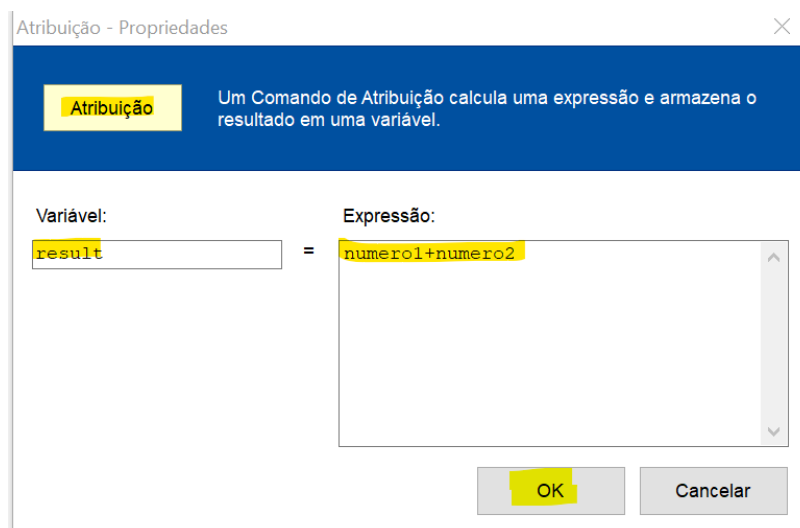 Atribuição - Propriedades
Atribuição
Um Comando de Atribuição calcula uma expressão e armazena o
resultado em uma variável.
Variável:
Expressão:
result
=
numero1+numero2
OK
Cancelar